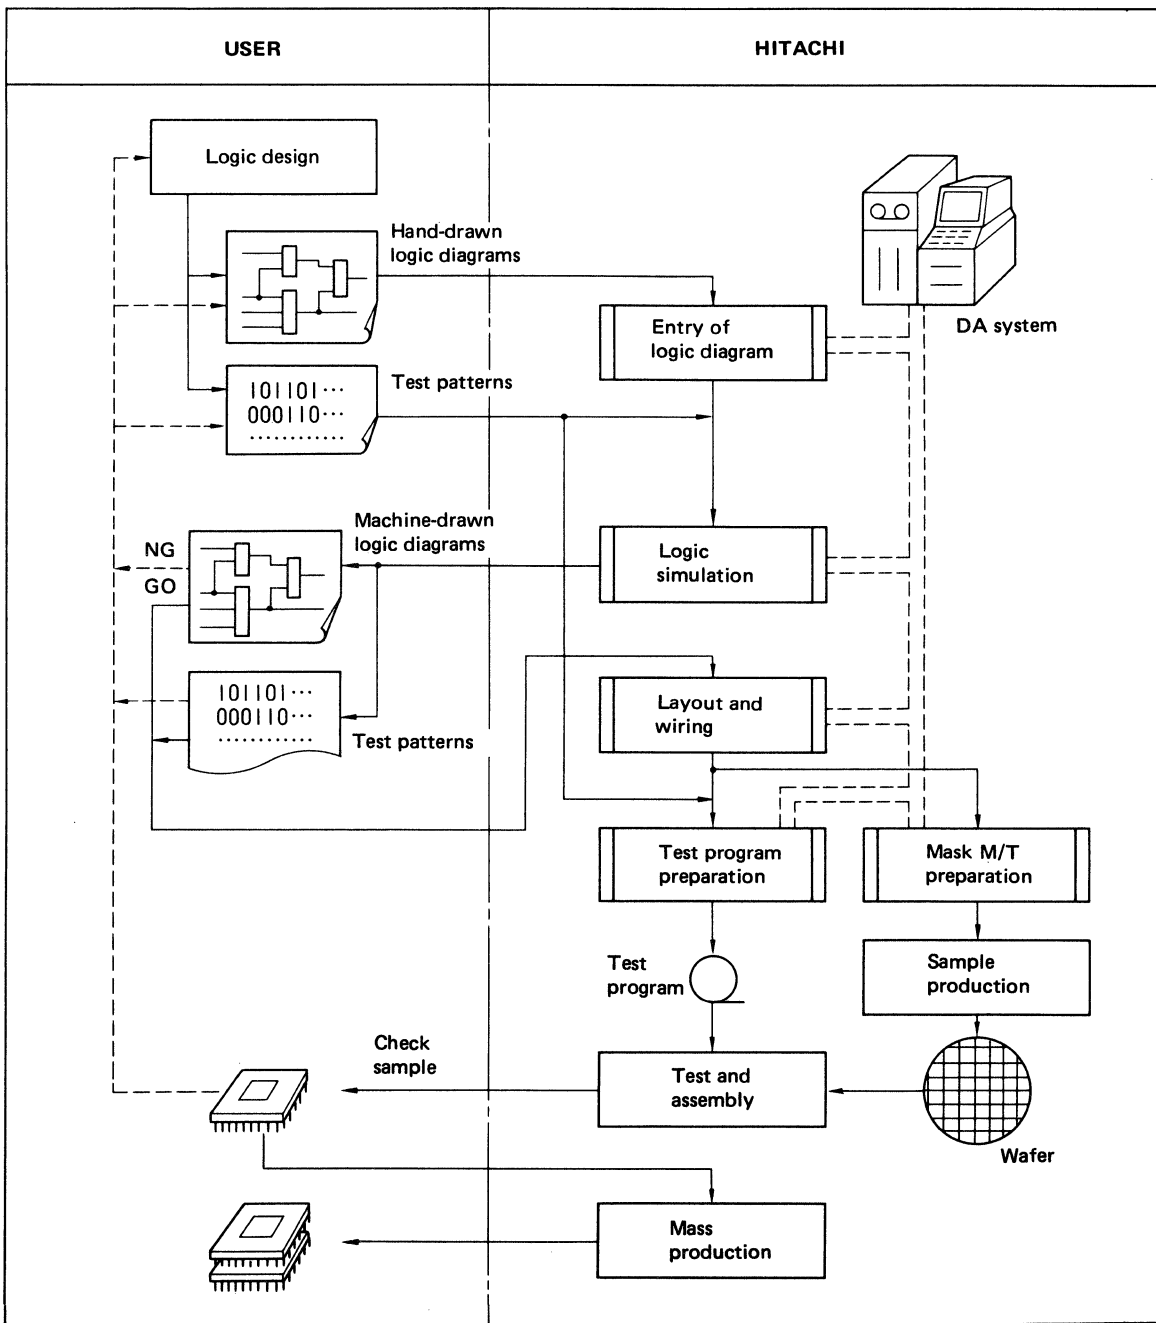 USER
HITACHI
Logic design
Hand-drawn
logic diagrams
Entry of
logic diagram
DA system
Test patterns
101101···
000110···
············
Machine-drawn
logic diagrams
NG
GO
Logic
simulation
101101···
000110···
············
Test patterns
Layout and
wiring
Test program
preparation
Mask M/T
preparation
Test
program
Sample
production
Check
sample
Test and
assembly
Wafer
Mass
production